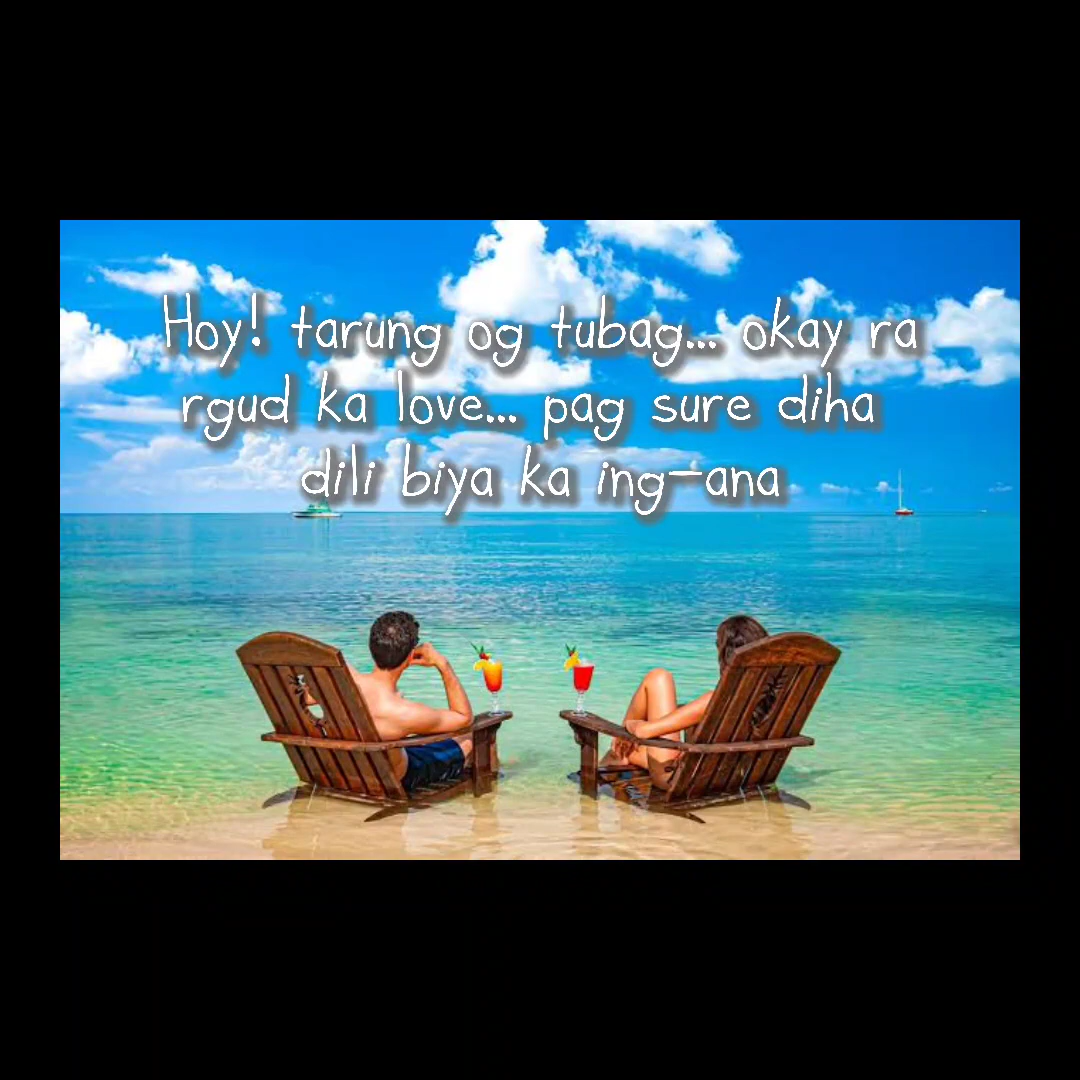 Hoy! tarung og tubag... okay ra
rgud ka love... pag sure diha
dili biya ka ing-ana